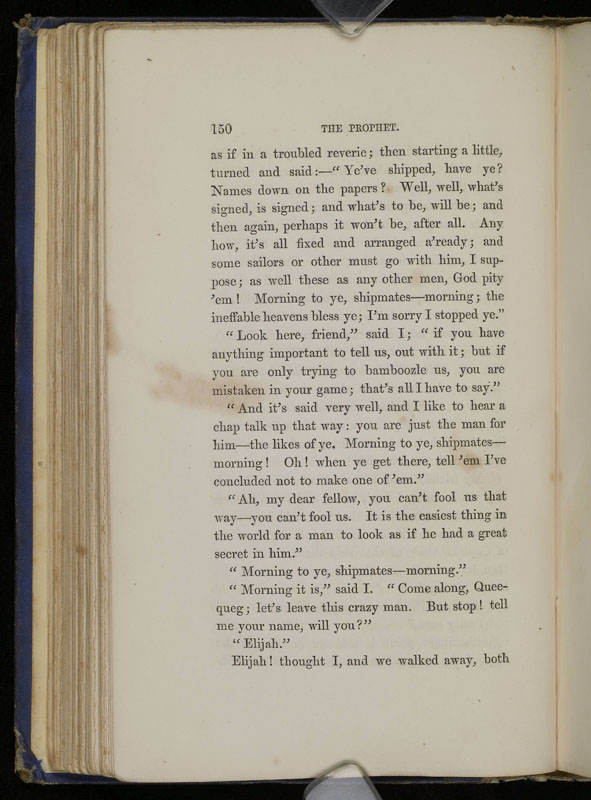 150 THE PROPHET.
as if in a troubled reverie; then starting a little,
turned and said:—“Ye’ve shipped, have ye?
Names down on the papers? Well, well, what’s
signed, is signed; and what’s to be, will be; and
then again, perhaps it won’t be, after all. Any
how, it’s all fixed and arranged a’ready; and
some sailors or other must go with him, I sup-
pose; as well these as any other men, God pity
’em! Morning to ye, shipmates—morning; the
ineffable heavens bless ye; I’m sorry I stopped ye.”
“Look here, friend,” said I; “if you have
anything important to tell us, out with it; but if
you are only trying to bamboozle us, you are
mistaken in your game; that’s all I have to say.”
“And it’s said very well, and I like to hear a
chap talk up that way: you are just the man for
him—the likes of ye. Morning to ye, shipmates—
morning! Oh! when ye get there, tell ’em I’ve
concluded not to make one of ’em.”
“Ah, my dear fellow, you can’t fool us that
way—you can’t fool us. It is the easiest thing in
the world for a man to look as if he had a great
secret in him.”
“Morning to ye, shipmates—morning.”
“Morning it is,” said I. “Come along, Quee-
queg; let’s leave this crazy man. But stop! tell
me your name, will you?”
“Elijah.”
Elijah! thought I, and we walked away, both